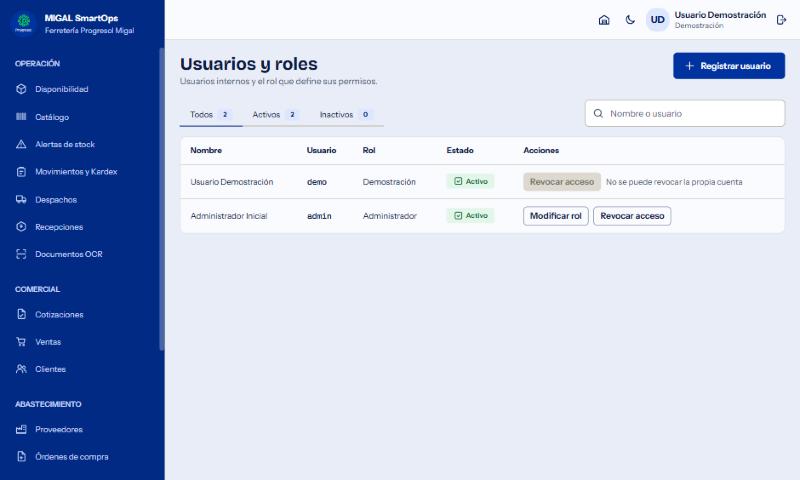 MIGAL SmartOps
Ferretería Progresol Migal
OPERACIÓN
Disponibilidad
Catálogo
Alertas de stock
Movimientos y Kardex
Despachos
Recepciones
Documentos OCR
COMERCIAL
Cotizaciones
Ventas
Clientes
ABASTECIMIENTO
Proveedores
Órdenes de compra
UD
Usuario Demostración
Demostración
Usuarios y roles
Usuarios internos y el rol que define sus permisos.
+ Registrar usuario
Todos 2 Activos 2 Inactivos 0
Nombre o usuario
Nombre Usuario Rol Estado Acciones
Usuario Demostración demo Demostración Activo Revocar acceso No se puede revocar la propia cuenta
Administrador Inicial admin Administrador Activo Modificar rol Revocar acceso